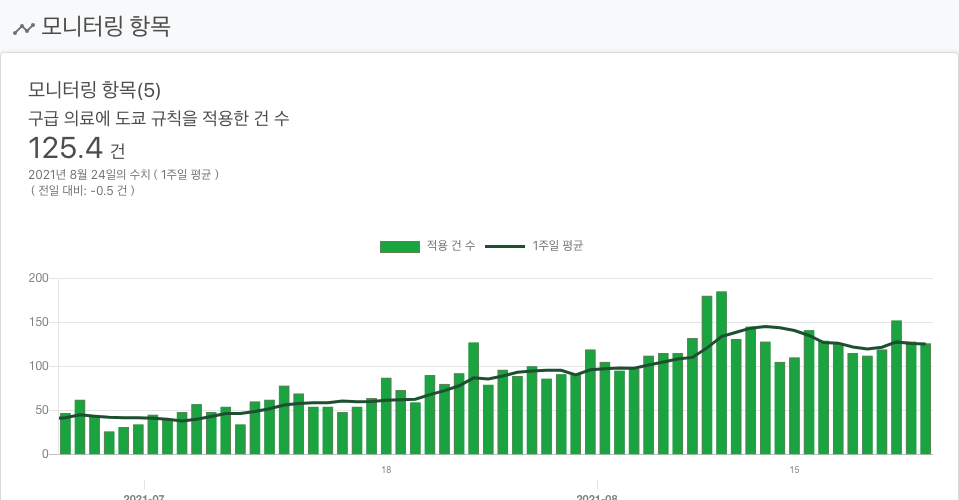 모니터링 항목
모니터링 항목(5)
구급 의료에 도쿄 규칙을 적용한 건 수
125.4 건
2021년 8월 24일의 수치 ( 1주일 평균 )
( 전일 대비: -0.5 건 )
적용 건 수 1주일 평균
200
150
100
50
0
18 15
2021-07 2021-08